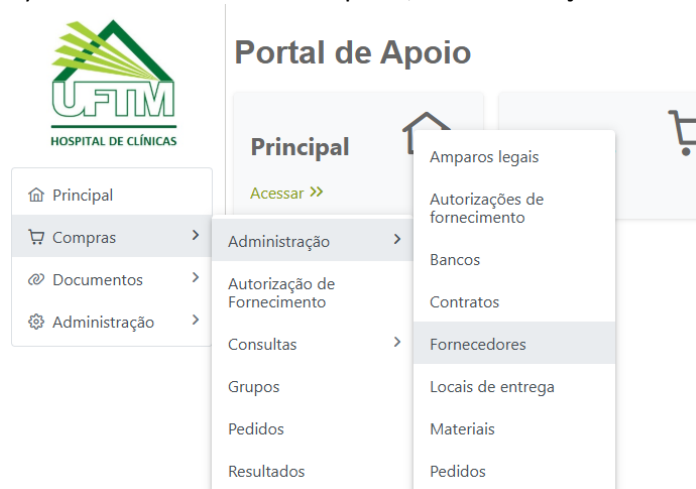 Portal de Apoio
UFTM
HOSPITAL DE CLÍNICAS
Principal
Acessar >>
Principal
Compras
Documentos
Administração
Administração
Autorização de
Fornecimento
Consultas
Grupos
Pedidos
Resultados
Amparos legais
Autorizações de
fornecimento
Bancos
Contratos
Fornecedores
Locais de entrega
Materiais
Pedidos